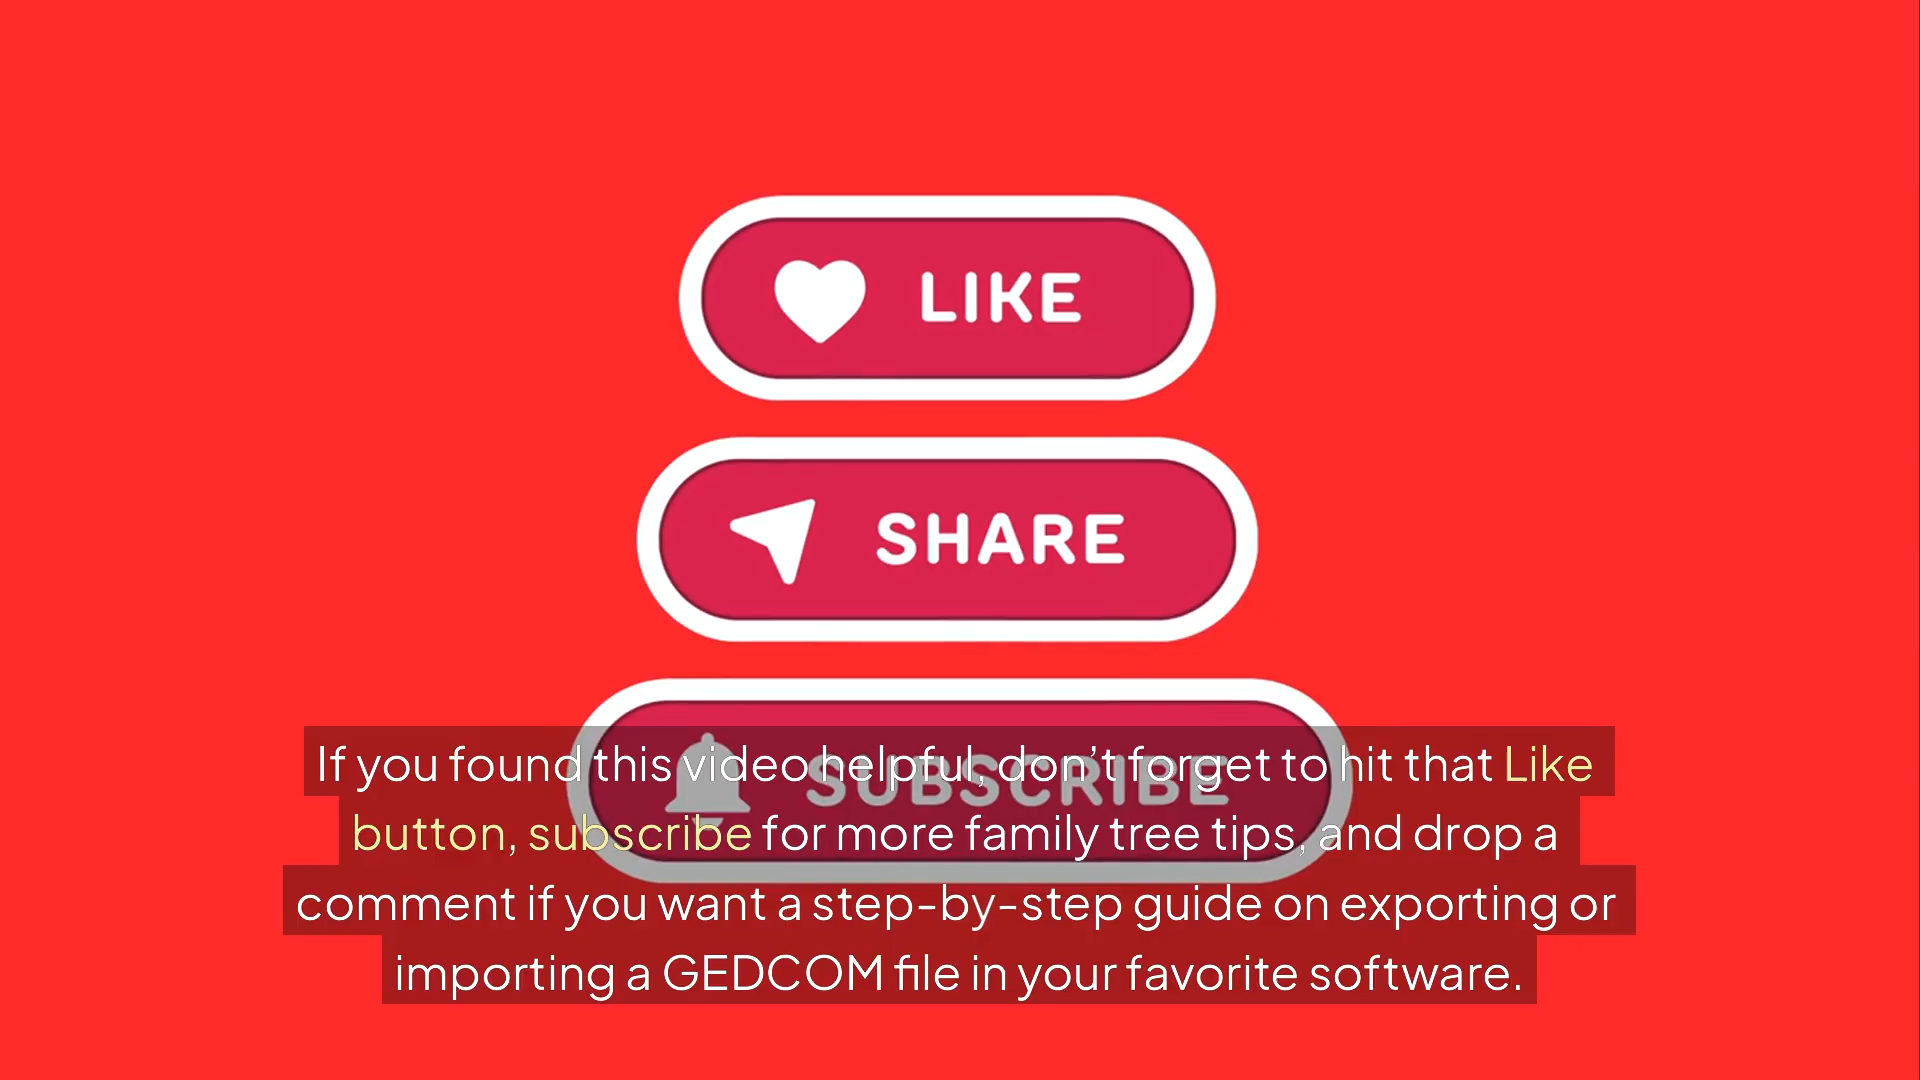 LIKE
SHARE
SUBSCRIBE
If you found this video helpful, don’t forget to hit that Like
button, subscribe for more family tree tips, and drop a
comment if you want a step-by-step guide on exporting or
importing a GEDCOM file in your favorite software.